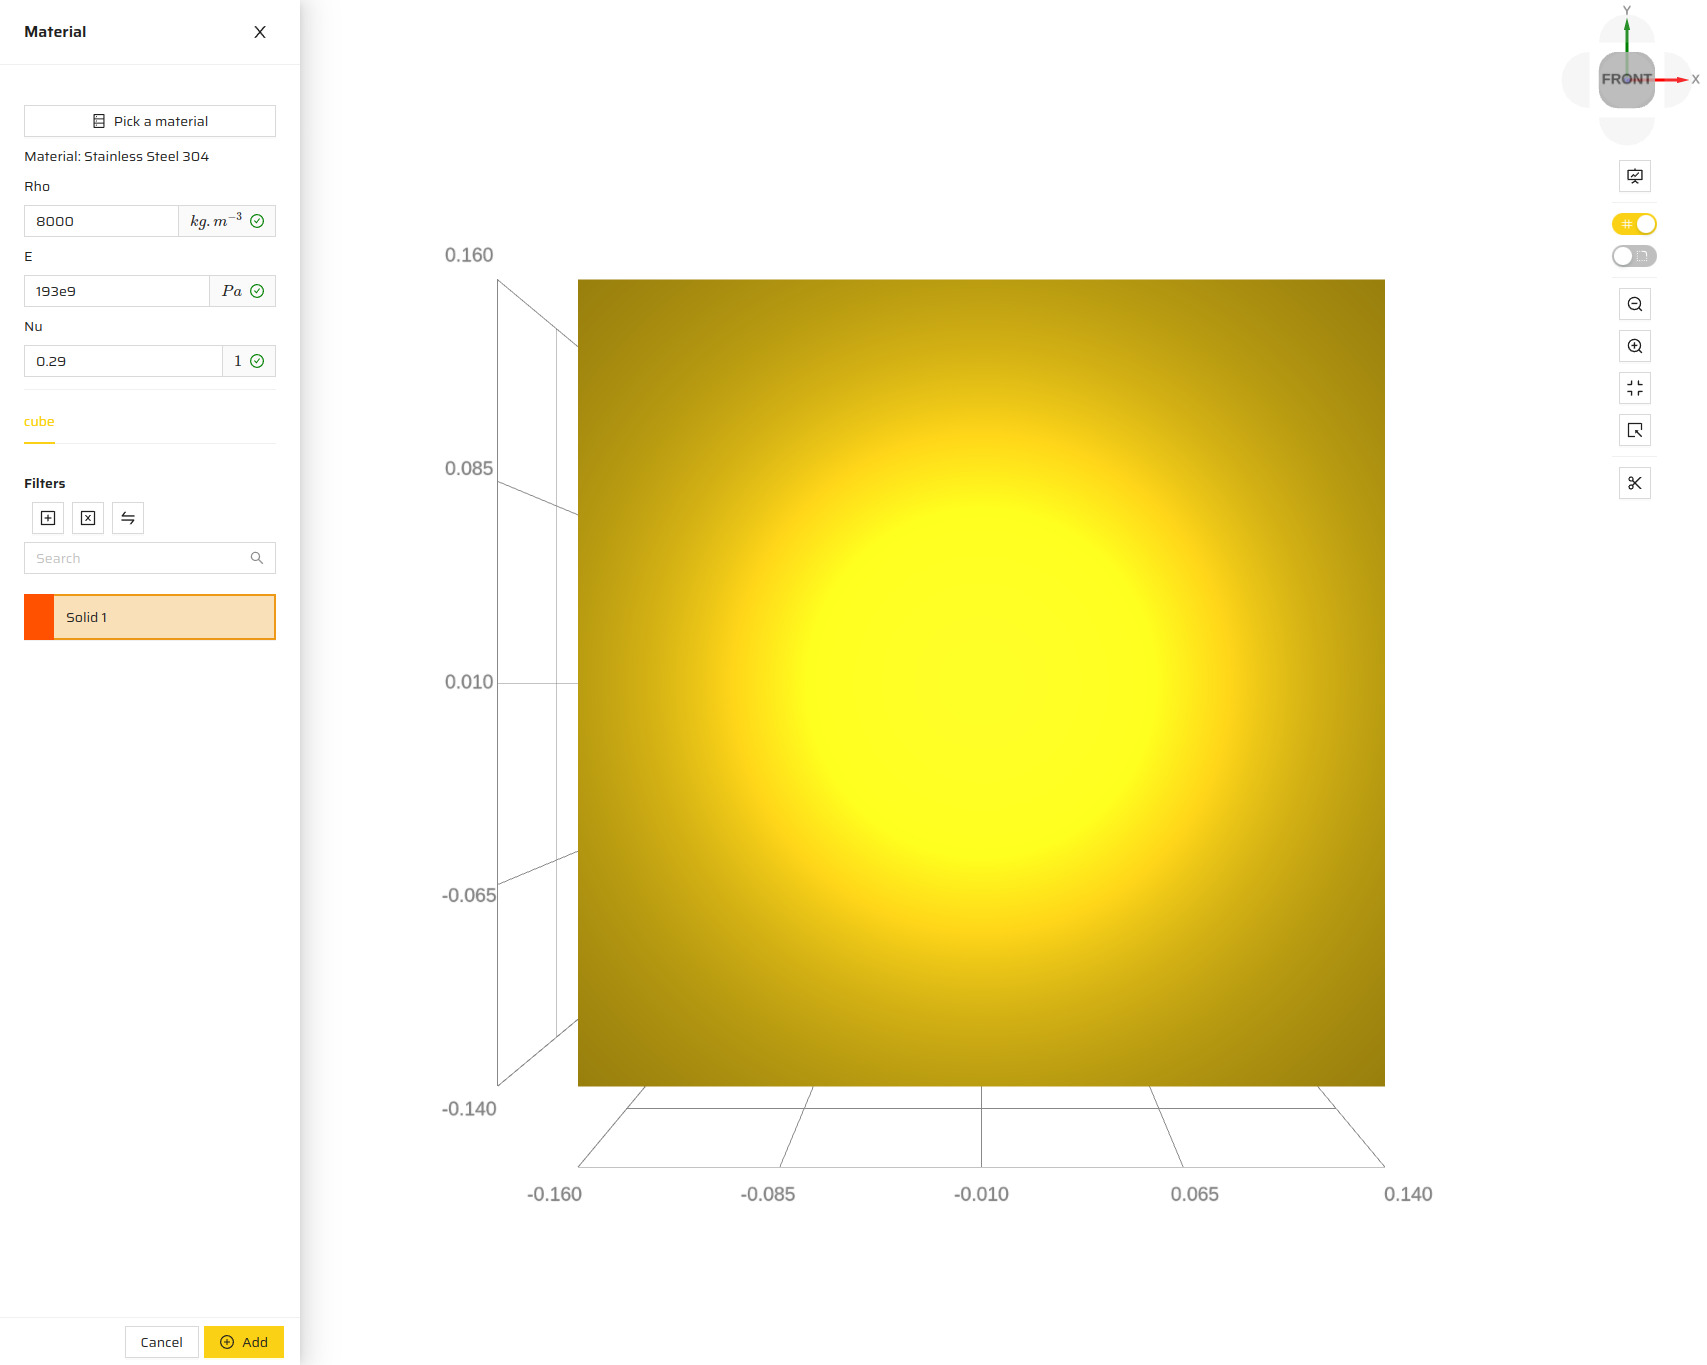 Material
Pick a material
Material: Stainless Steel 304
Rho
8000 kg.m⁻³
E
193e9 Pa
Nu
0.29 1
cube
Filters
Search
Solid 1
Cancel
Add
0.160
0.085
0.010
-0.065
-0.140
-0.160 -0.085 -0.010 0.065 0.140
Y
FRONT X